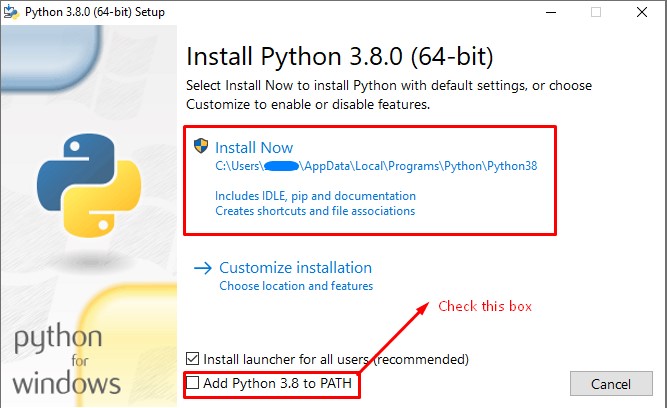 Python 3.8.0 (64-bit) Setup
Install Python 3.8.0 (64-bit)
Select Install Now to install Python with default settings, or choose
Customize to enable or disable features.
Install Now
C:\Users\ \AppData\Local\Programs\Python\Python38
Includes IDLE, pip and documentation
Creates shortcuts and file associations
Customize installation
Choose location and features
Check this box
Install launcher for all users (recommended)
Add Python 3.8 to PATH
Cancel
python
for
windows